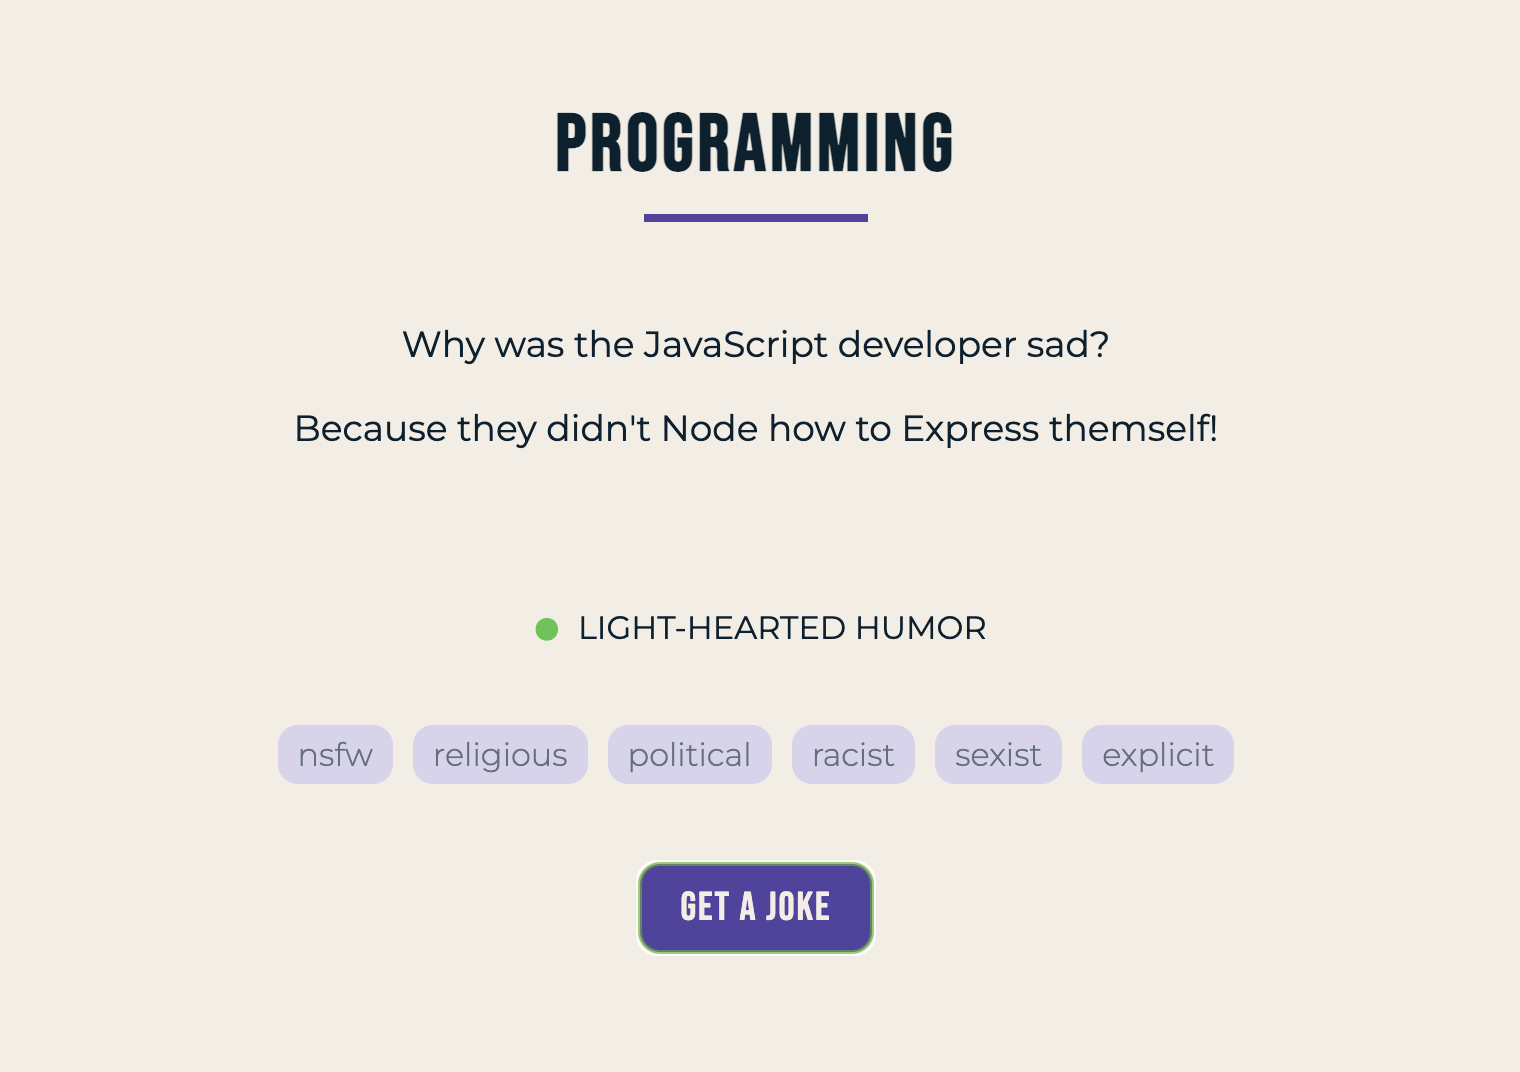 PROGRAMMING
Why was the JavaScript developer sad?
Because they didn't Node how to Express themself!
LIGHT-HEARTED HUMOR
nsfw religious political racist sexist explicit
GET A JOKE